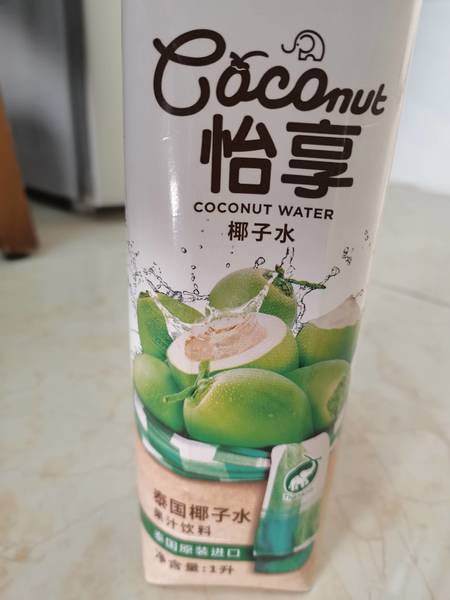 Coconut
怡享
COCONUT WATER
椰子水
泰国椰子水
果汁饮料
泰国原装进口
净含量:1升